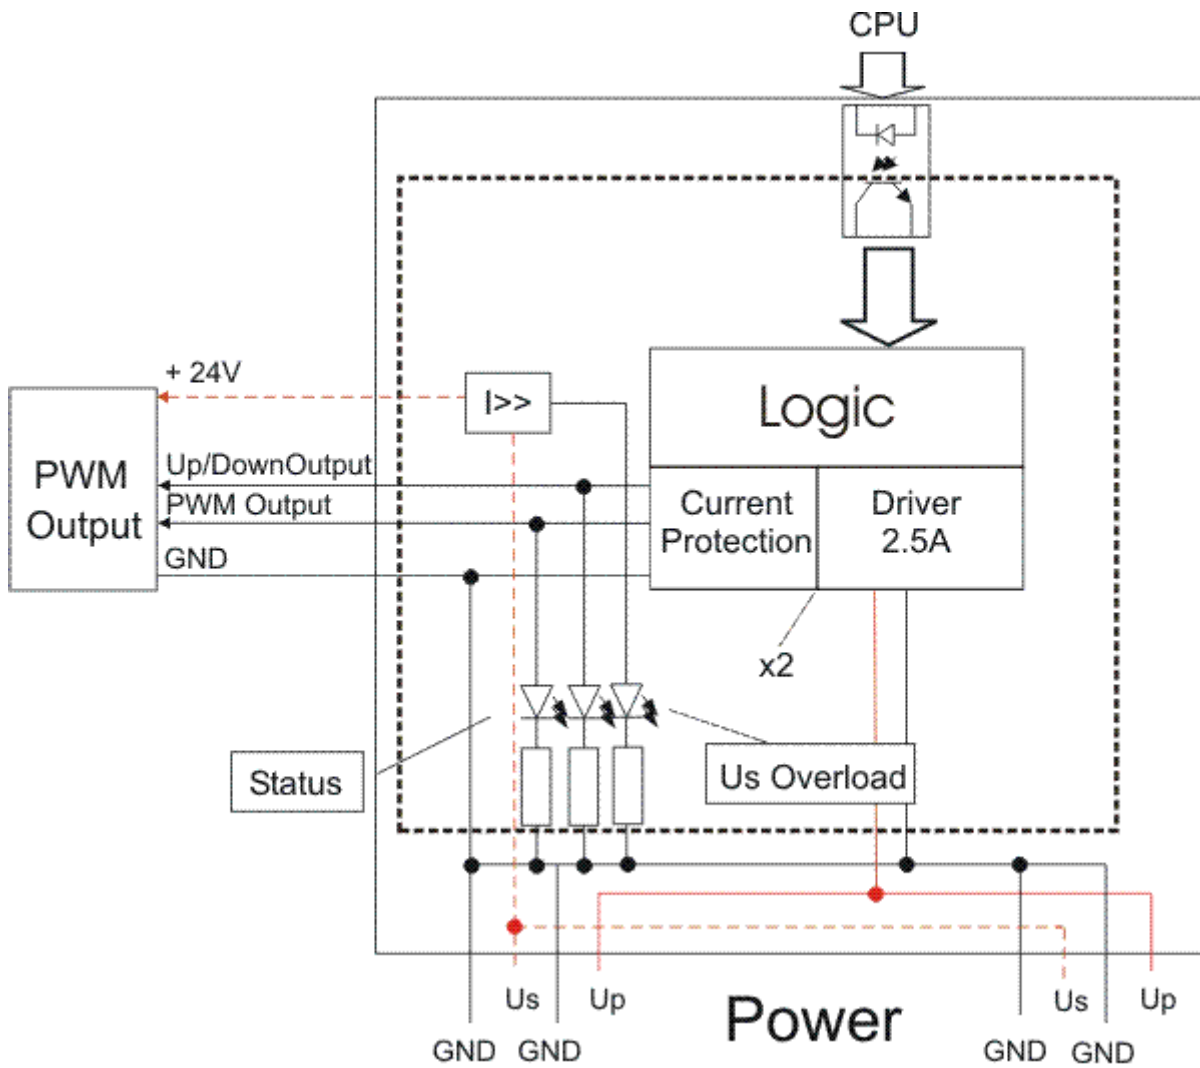 CPU
+ 24V
I>>
Logic
Up/DownOutput
PWM Output
GND
PWM
Output
Current
Protection
Driver
2.5A
x2
Status
Us Overload
Us
Up
Power
Us
Up
GND
GND
GND
GND